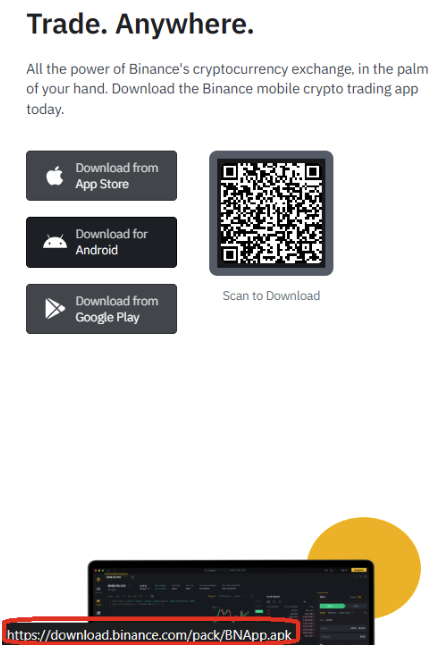 Trade. Anywhere.
All the power of Binance's cryptocurrency exchange, in the palm
of your hand. Download the Binance mobile crypto trading app
today.
Download from
App Store
Download for
Android
Download from
Google Play
Scan to Download
https://download.binance.com/pack/BNApp.apk